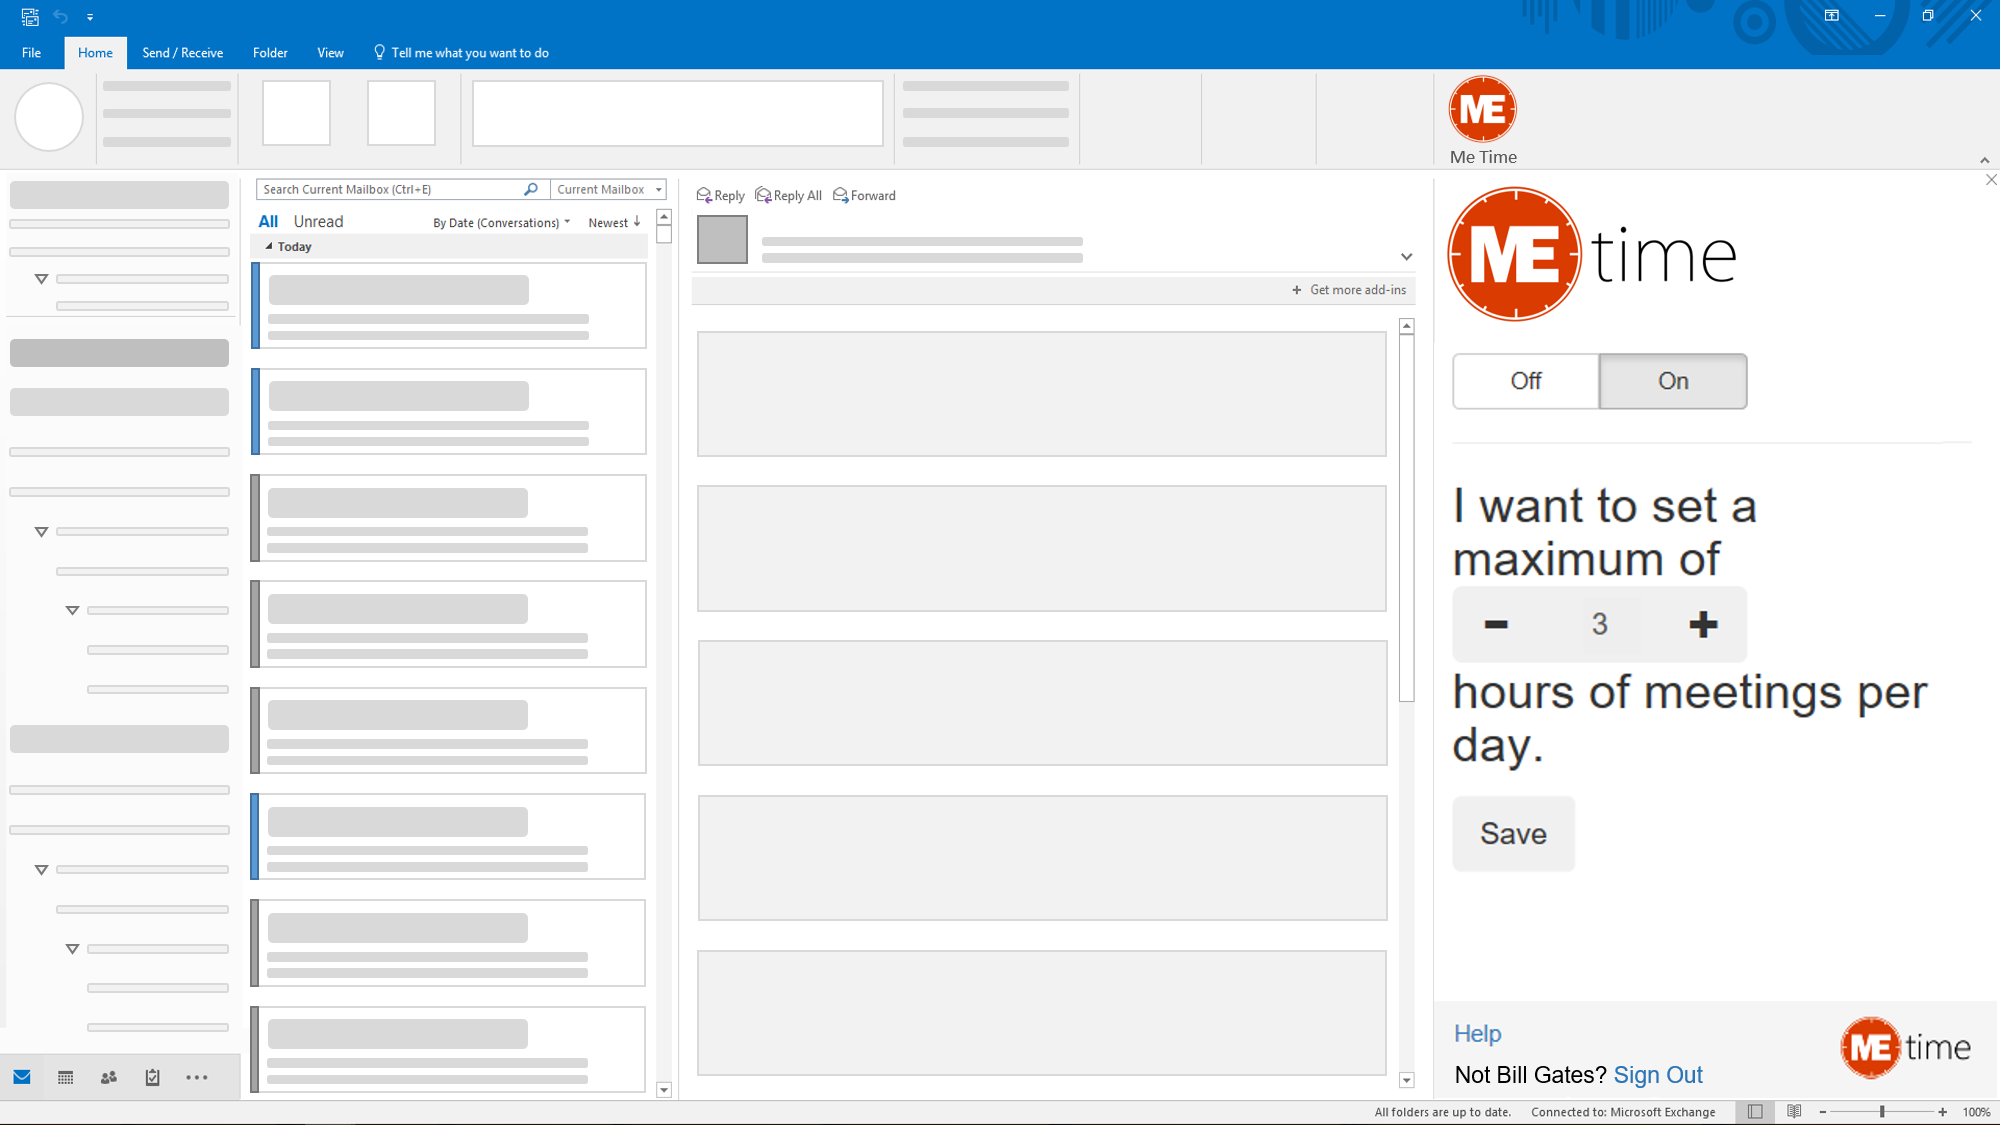 File Home Send / Receive Folder View Tell me what you want to do
ME
Me Time
Search Current Mailbox (Ctrl+E) Current Mailbox
All Unread By Date (Conversations) Newest
Today
Reply Reply All Forward
+ Get more add-ins
ME time
Off On
I want to set a
maximum of
- 3 +
hours of meetings per
day.
Save
Help
Not Bill Gates? Sign Out
ME time
All folders are up to date. Connected to: Microsoft Exchange - + 100%